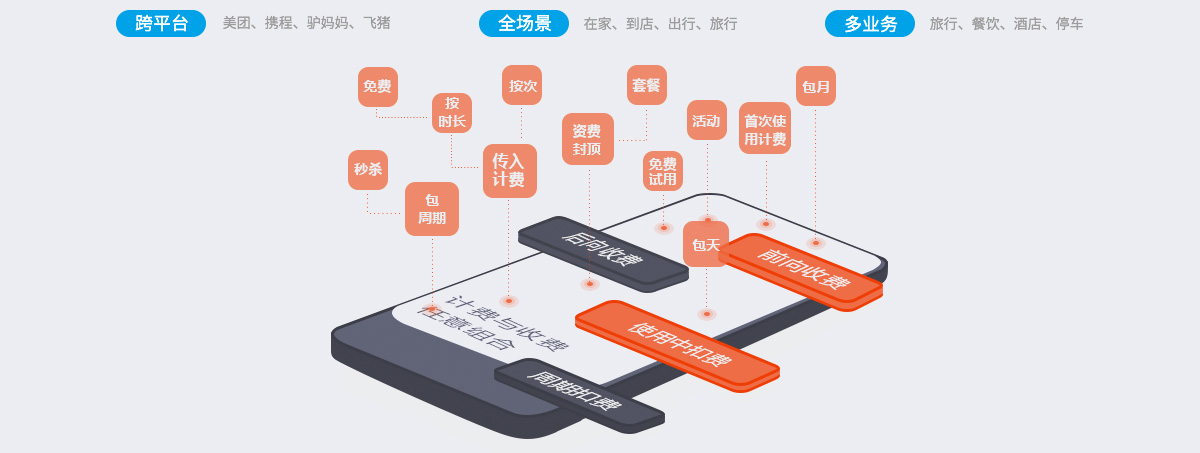 跨平台 美团、携程、驴妈妈、飞猪
全场景 在家、到店、出行、旅行
多业务 旅行、餐饮、酒店、停车
免费
按
时长
按次
套餐
包月
资费
封顶
活动
首次使
用计费
秒杀
传入
计费
免费
试用
包
周期
包天
后向收费
前向收费
计费与收费
任意组合
使用中扣费
周期扣费